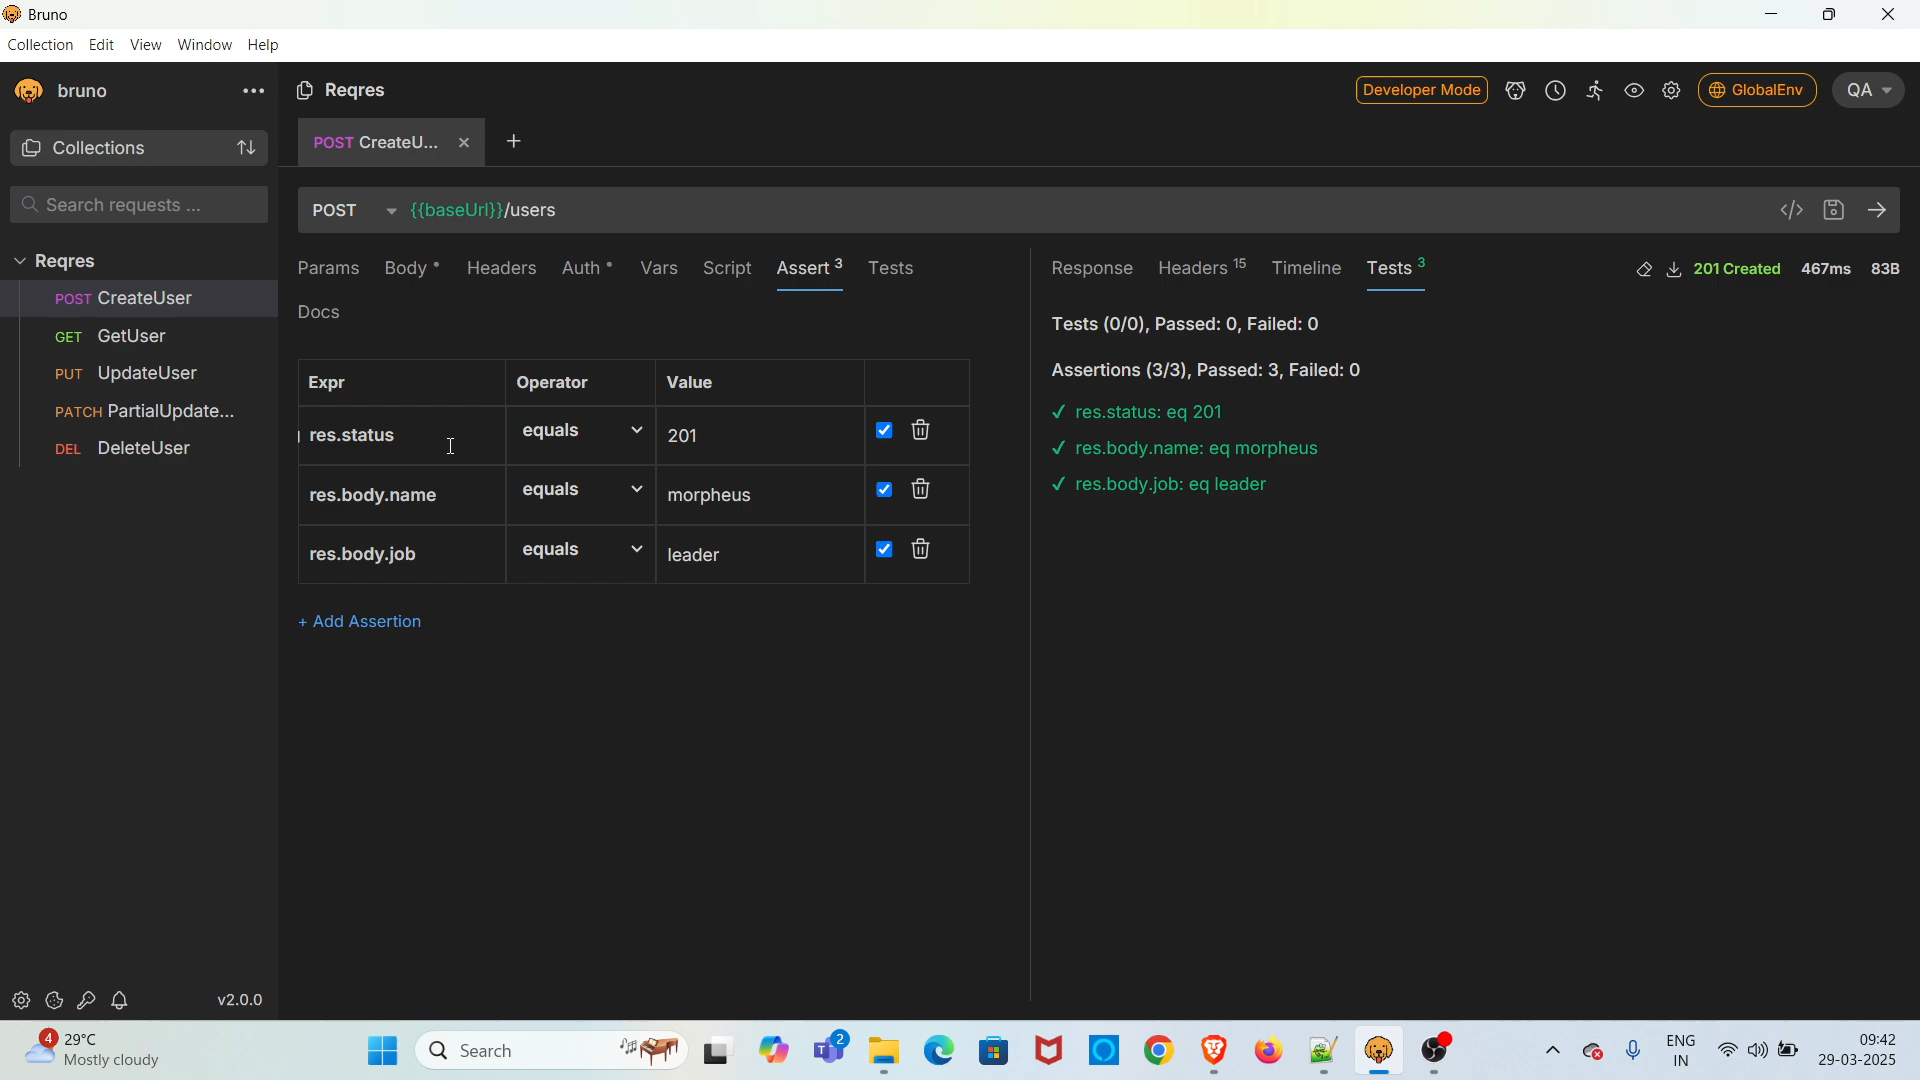 Bruno
Collection Edit View Window Help
bruno
Reqres
Developer Mode
GlobalEnv
QA
Collections
POST CreateU...
Search requests ...
POST
{{baseUrl}}/users
Reqres
POST CreateUser
GET GetUser
PUT UpdateUser
PATCH PartialUpdate...
DEL DeleteUser
Params Body Headers Auth Vars Script Assert 3 Tests
Docs
Expr Operator Value
res.status equals 201
res.body.name equals morpheus
res.body.job equals leader
+ Add Assertion
Response Headers 15 Timeline Tests 3
201 Created 467ms 83B
Tests (0/0), Passed: 0, Failed: 0
Assertions (3/3), Passed: 3, Failed: 0
✓ res.status: eq 201
✓ res.body.name: eq morpheus
✓ res.body.job: eq leader
v2.0.0
4
29°C
Mostly cloudy
Search
2
ENG
IN
09:42
29-03-2025